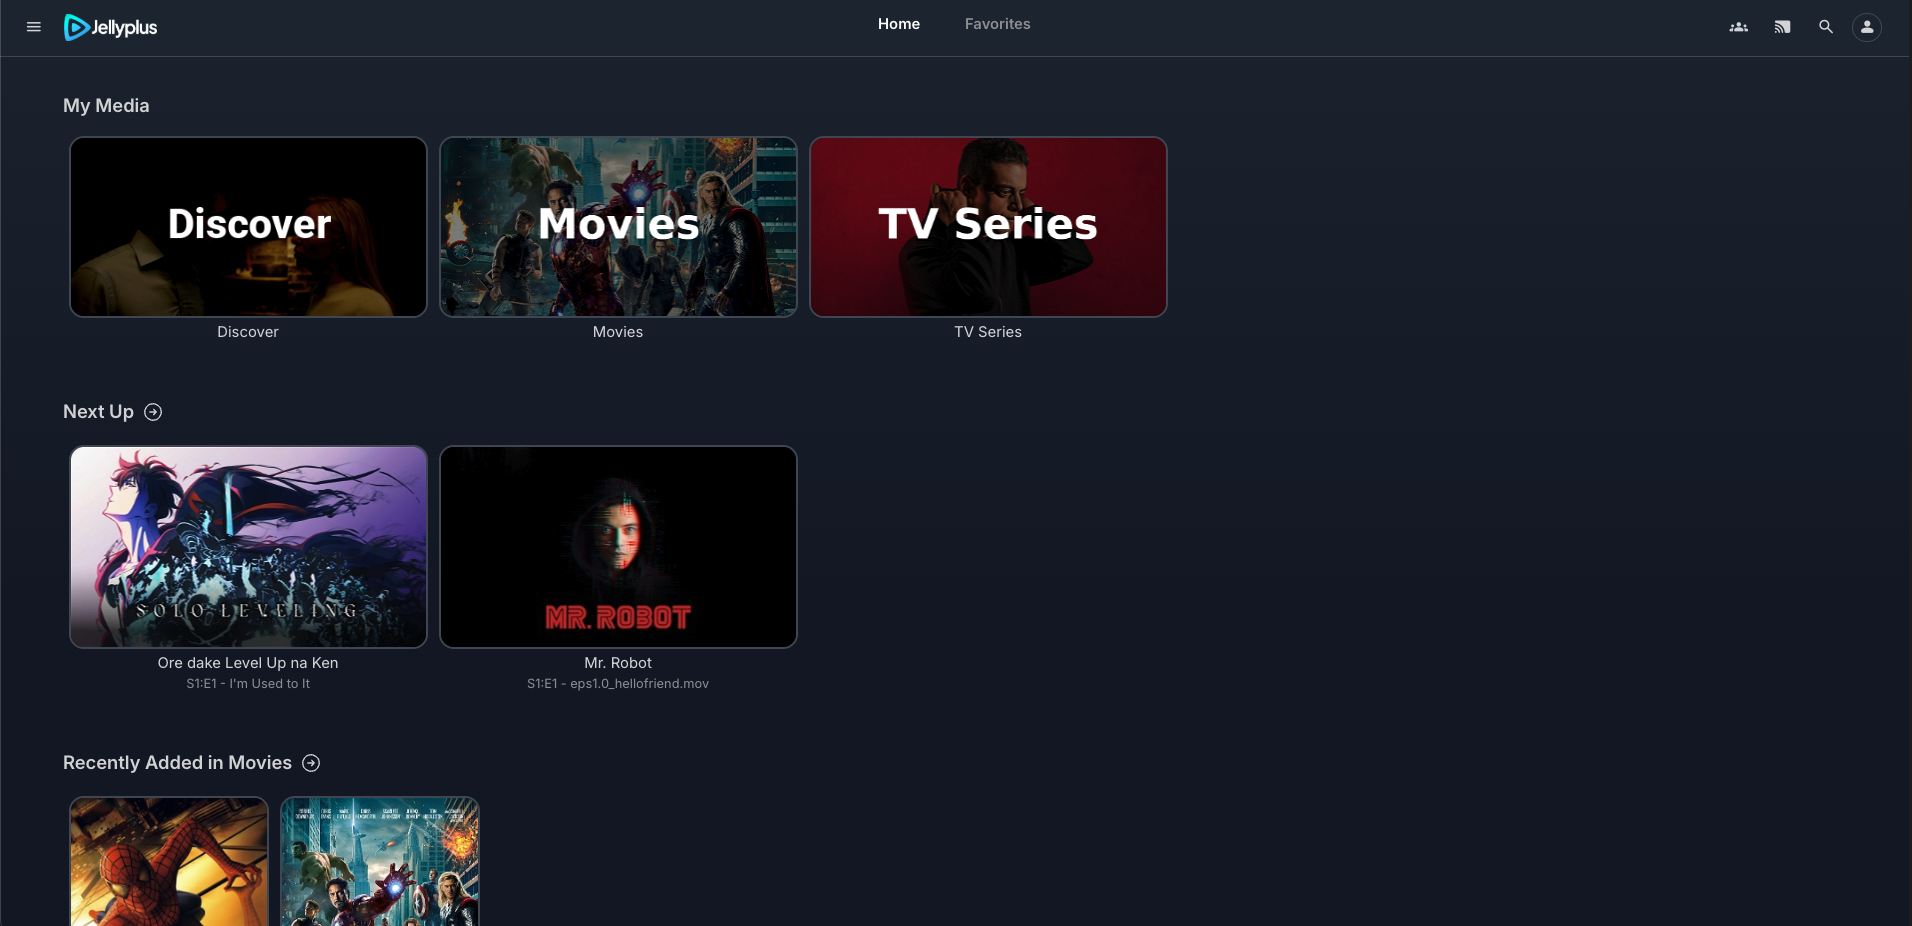 Jellyplus
Home
Favorites
My Media
Discover
Movies
TV Series
Discover
Movies
TV Series
Next Up
SOLO LEVELING
MR. ROBOT
Ore dake Level Up na Ken
Mr. Robot
S1:E1 - I'm Used to It
S1:E1 - eps1.0_hellofriend.mov
Recently Added in Movies